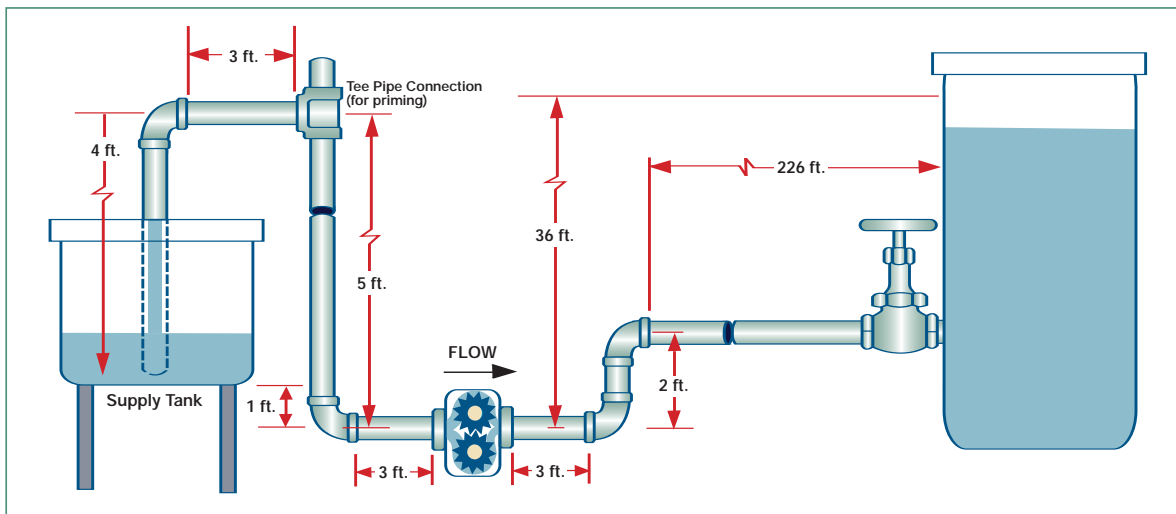 3 ft.
Tee Pipe Connection
(for priming)
4 ft.
226 ft.
36 ft.
5 ft.
FLOW
Supply Tank
1 ft.
2 ft.
3 ft.
3 ft.